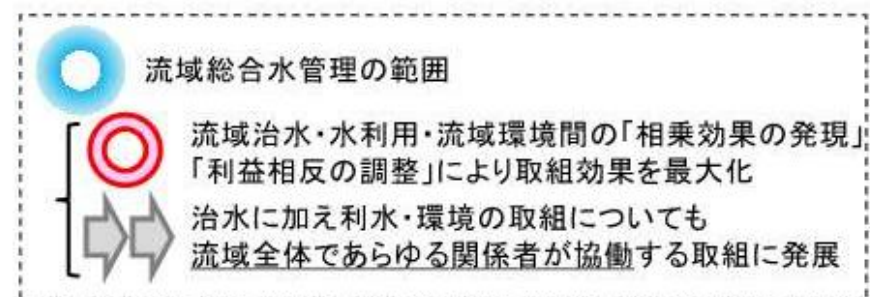 流域総合水管理の範囲
流域治水・水利用・流域環境間の「相乗効果の発現」
「利益相反の調整」により取組効果を最大化
治水に加え利水・環境の取組についても
流域全体であらゆる関係者が協働する取組に発展